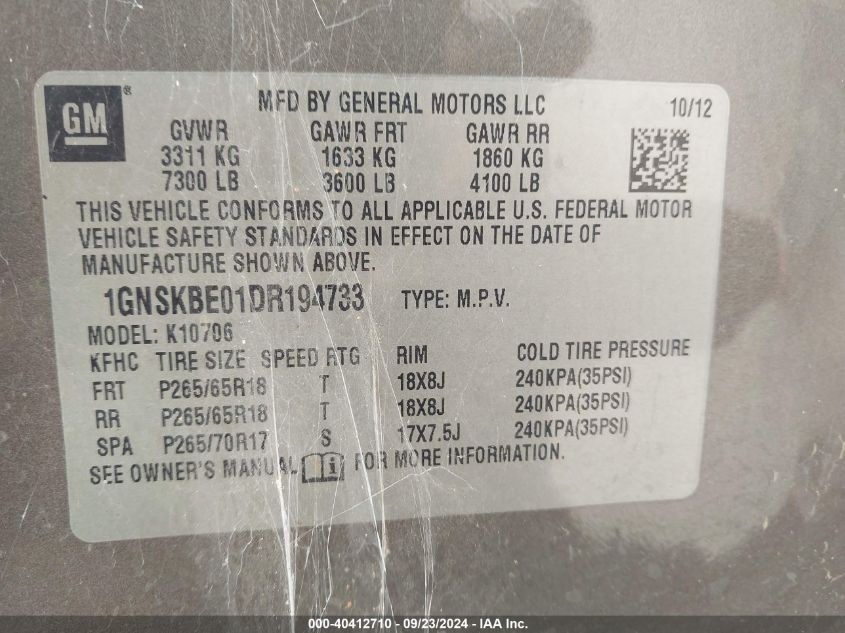 GM ®
MFD BY GENERAL MOTORS LLC 10/12
GVWR GAWR FRT GAWR RR
3311 KG 1633 KG 1860 KG
7300 LB 3600 LB 4100 LB
THIS VEHICLE CONFORMS TO ALL APPLICABLE U.S. FEDERAL MOTOR
VEHICLE SAFETY STANDARDS IN EFFECT ON THE DATE OF
MANUFACTURE SHOWN ABOVE.
1GNSKBE01DR194733 TYPE: M.P.V.
MODEL: K10706
KFHC TIRE SIZE SPEED RTG RIM COLD TIRE PRESSURE
FRT P265/65R18 T 18X8J 240KPA(35PSI)
RR P265/65R18 T 18X8J 240KPA(35PSI)
SPA P265/70R17 S 17X7.5J 240KPA(35PSI)
SEE OWNER'S MANUAL i FOR MORE INFORMATION.
000-40412710 - 09/23/2024 - IAA Inc.